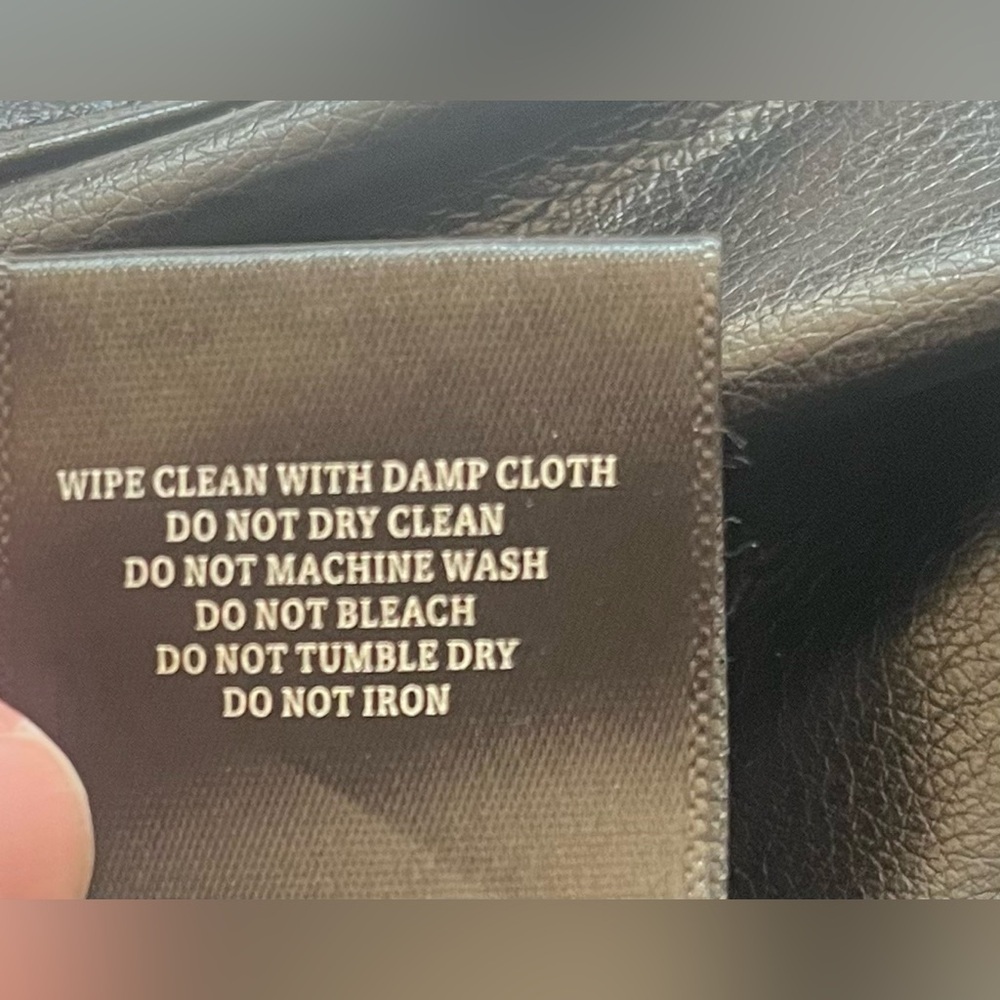 WIPE CLEAN WITH DAMP CLOTH
DO NOT DRY CLEAN
DO NOT MACHINE WASH
DO NOT BLEACH
DO NOT TUMBLE DRY
DO NOT IRON